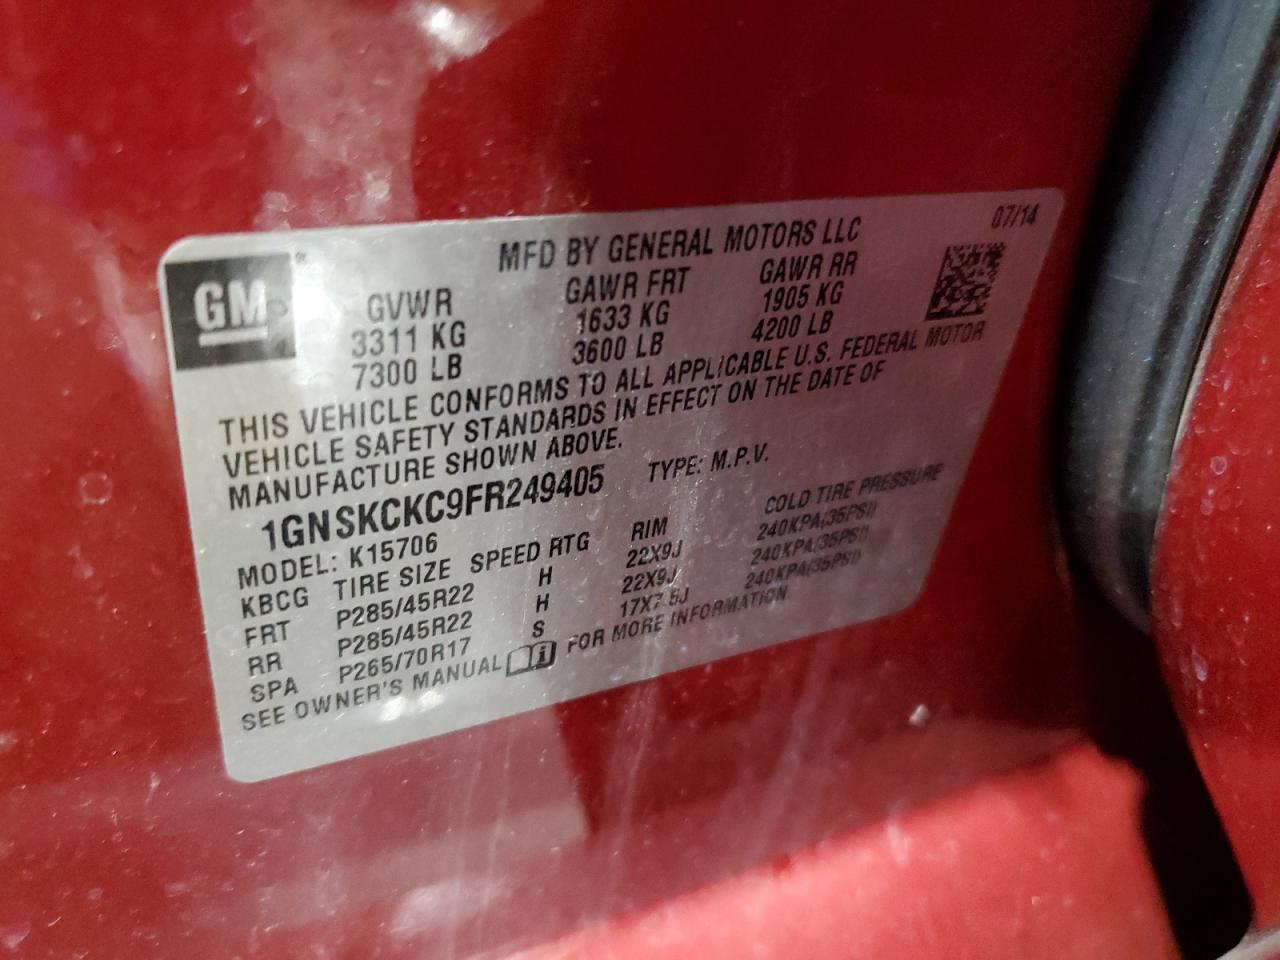 07/14
MFD BY GENERAL MOTORS LLC
GM ®
GVWR GAWR FRT GAWR RR
3311 KG 1633 KG 1905 KG
7300 LB 3600 LB 4200 LB
THIS VEHICLE CONFORMS TO ALL APPLICABLE U.S. FEDERAL MOTOR
VEHICLE SAFETY STANDARDS IN EFFECT ON THE DATE OF
MANUFACTURE SHOWN ABOVE.
1GNSKCKC9FR249405 TYPE: M.P.V.
MODEL: K15706
KBCG TIRE SIZE SPEED RTG RIM COLD TIRE PRESSURE
FRT P285/45R22 H 22X9J 240KPA(35PSI)
RR P285/45R22 H 22X9J 240KPA(35PSI)
SPA P265/70R17 S 17X7.5J 240KPA(35PSI)
SEE OWNER'S MANUAL i FOR MORE INFORMATION.